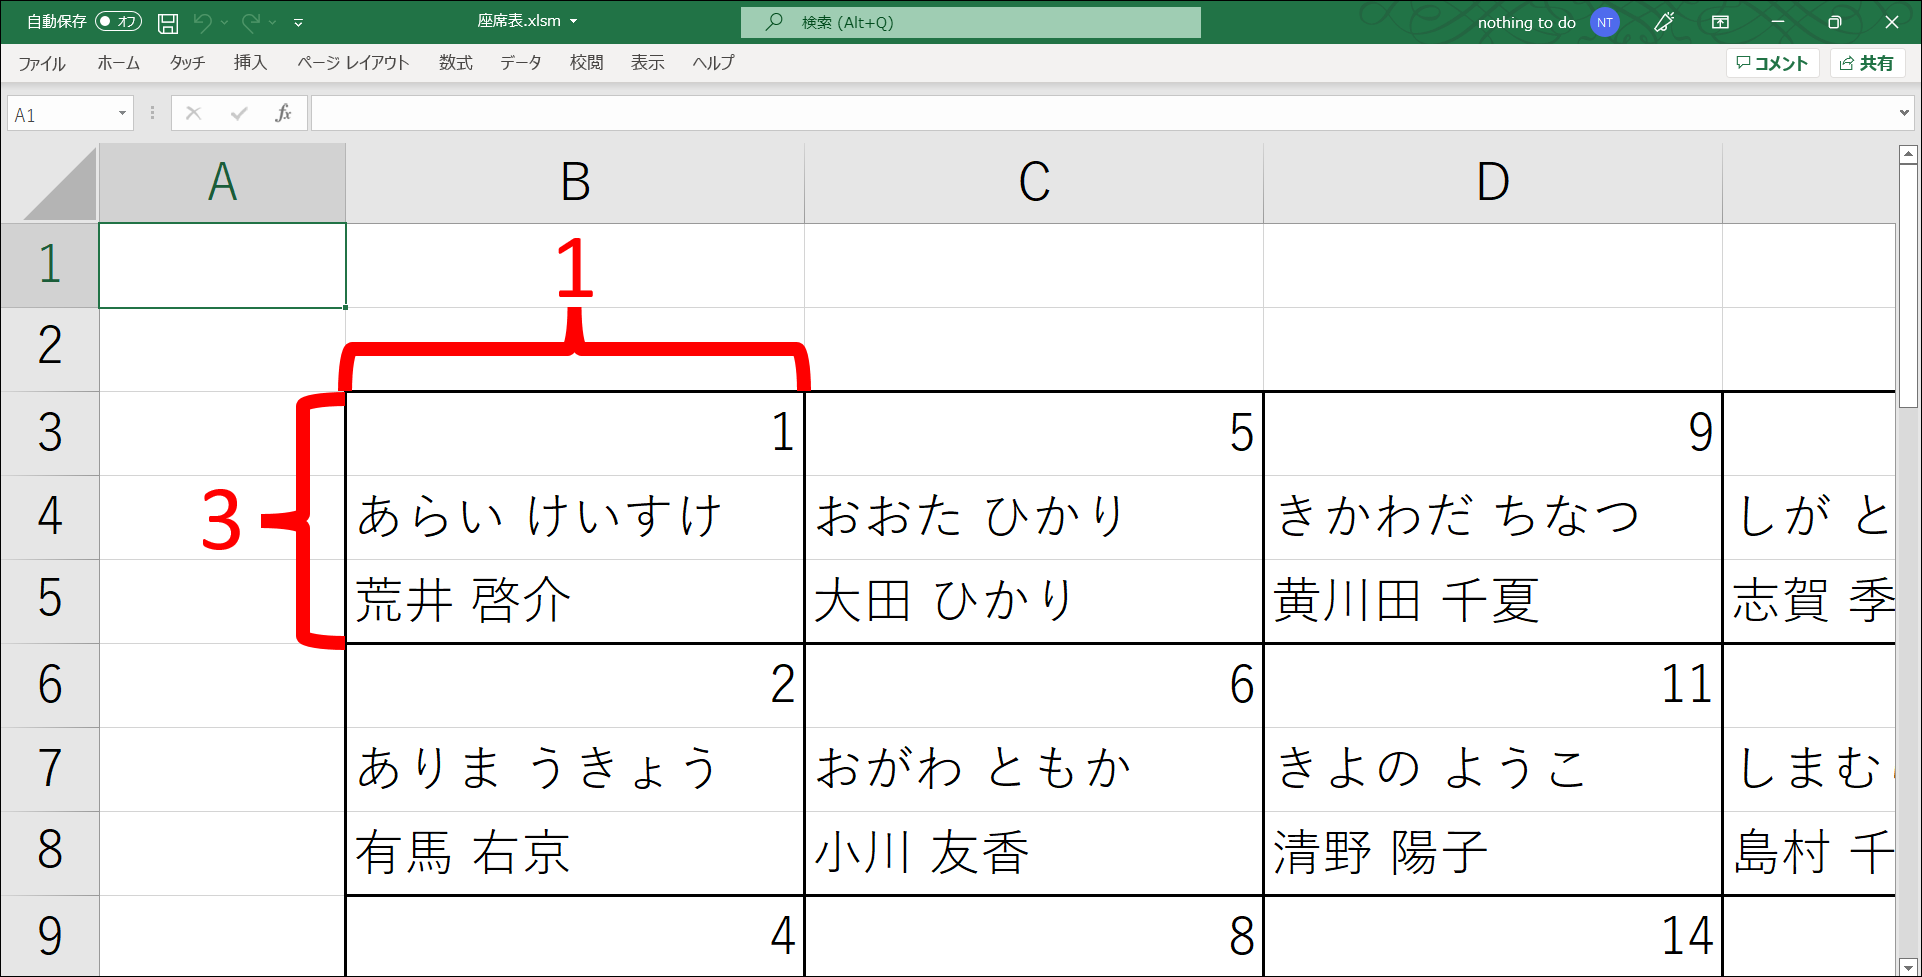 自動保存 オフ 座席表.xlsm 検索 (Alt+Q) nothing to do NT
ファイル ホーム タッチ 挿入 ページ レイアウト 数式 データ 校閲 表示 ヘルプ コメント 共有
A1 fx
A B C D
1
1
2
3 1 5 9
4 あらい けいすけ おおた ひかり きかわだ ちなつ しが と
3
5 荒井 啓介 大田 ひかり 黄川田 千夏 志賀 季
6 2 6 11
7 ありま うきょう おがわ ともか きよの ようこ しまむ
8 有馬 右京 小川 友香 清野 陽子 島村 千
9 4 8 14